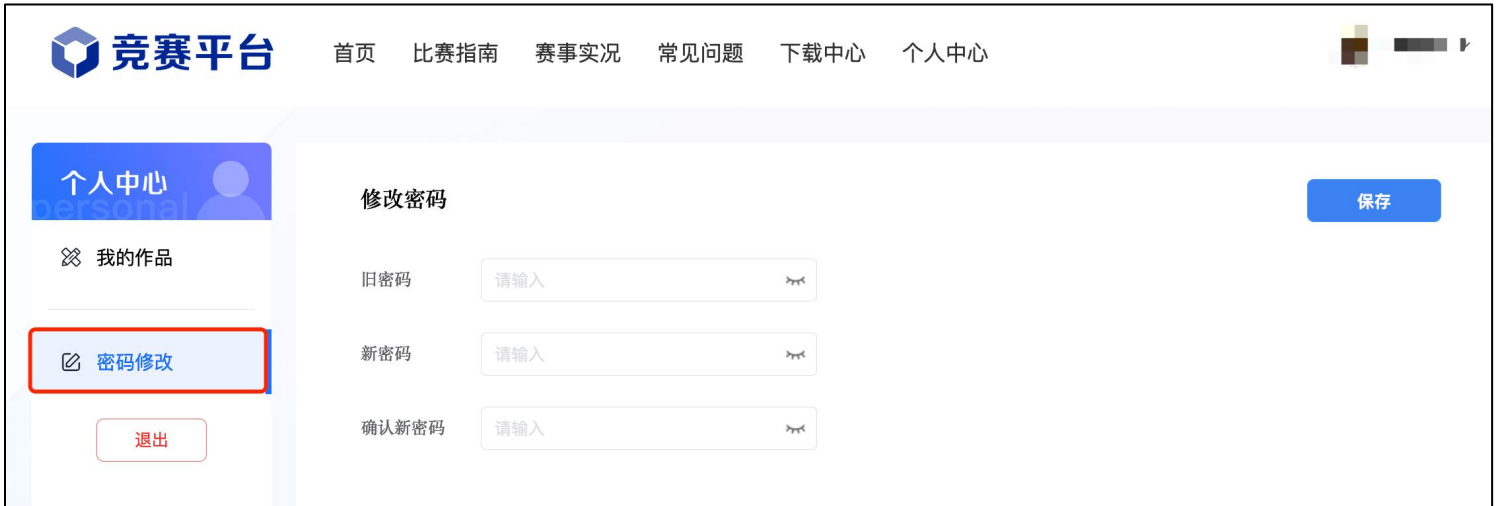 竞赛平台 首页 比赛指南 赛事实况 常见问题 下载中心 个人中心
个人中心
personal
我的作品
密码修改
退出
修改密码
保存
旧密码 请输入
新密码 请输入
确认新密码 请输入